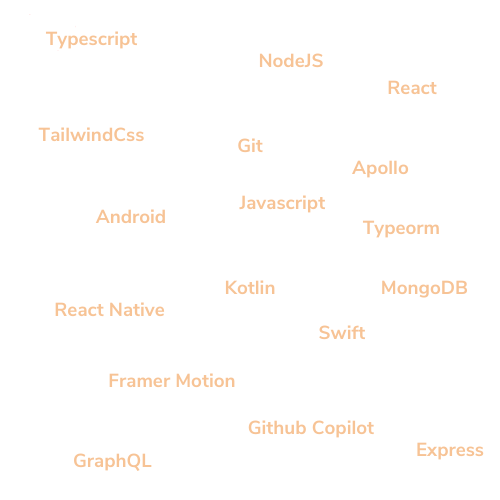 Typescript
NodeJS
React
TailwindCss
Git
Apollo
Javascript
Android
Typeorm
Kotlin
MongoDB
React Native
Swift
Framer Motion
Github Copilot
Express
GraphQL